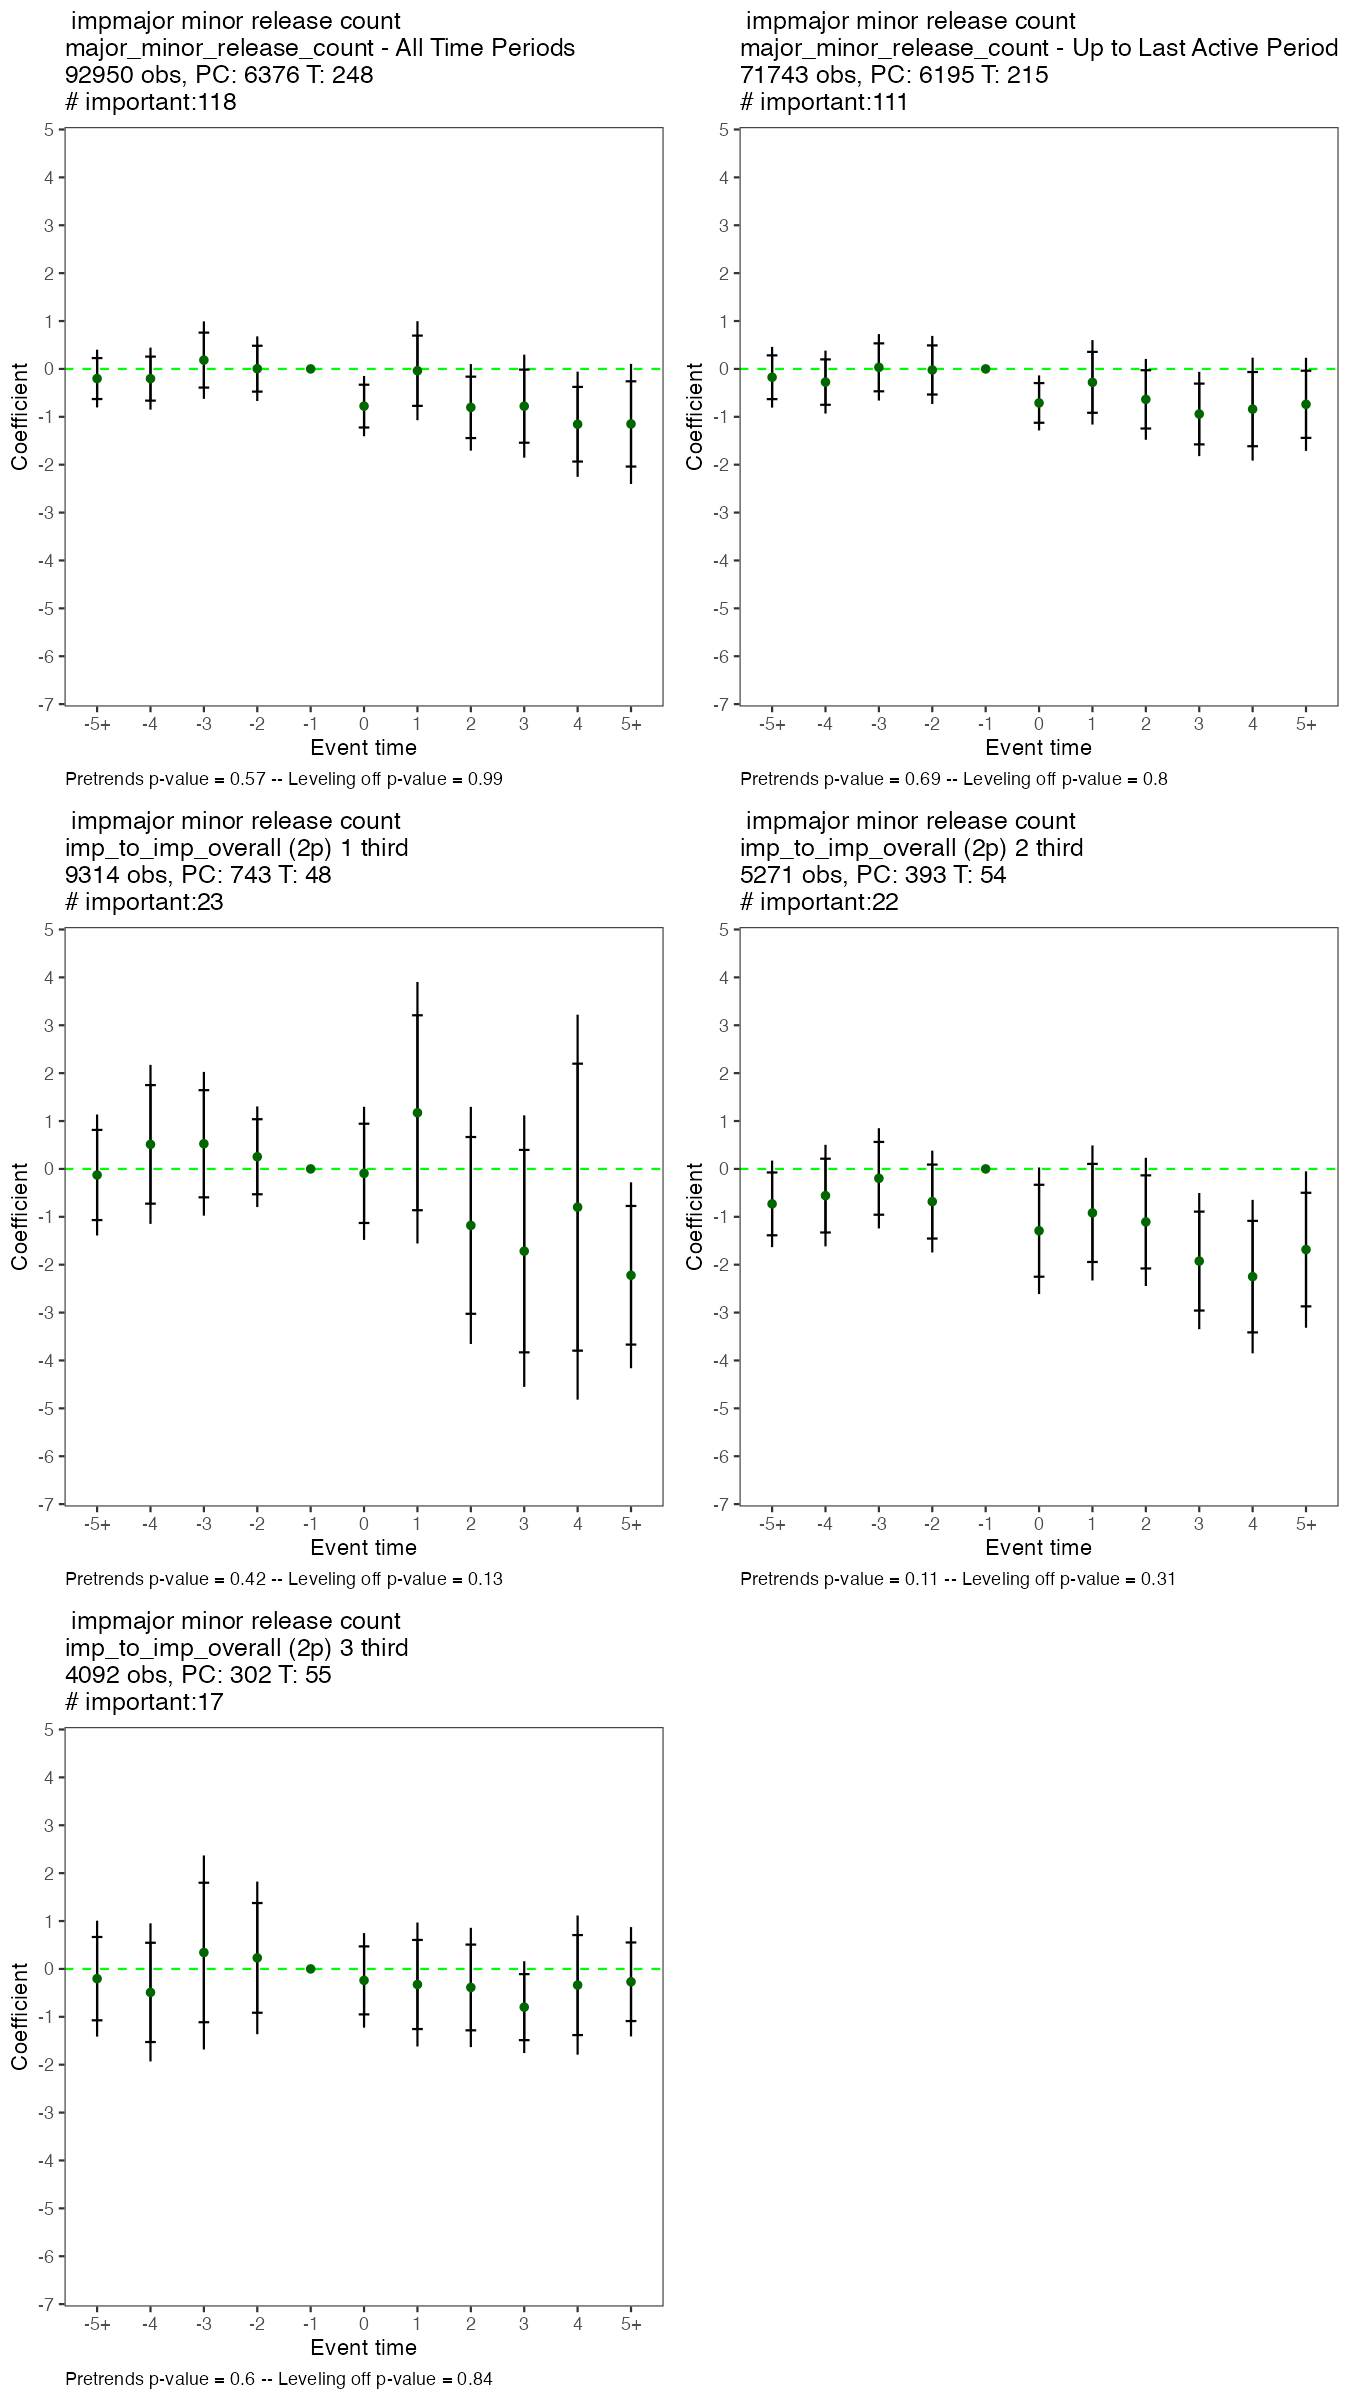 impmajor minor release count
major_minor_release_count - All Time Periods
92950 obs, PC: 6376 T: 248
# important:118
5
4
3
2
1
0
-1
-2
-3
-4
-5
-6
-7
Coefficient
-5+ -4 -3 -2 -1 0 1 2 3 4 5+
Event time
Pretrends p-value = 0.57 -- Leveling off p-value = 0.99
impmajor minor release count
major_minor_release_count - Up to Last Active Period
71743 obs, PC: 6195 T: 215
# important:111
5
4
3
2
1
0
-1
-2
-3
-4
-5
-6
-7
Coefficient
-5+ -4 -3 -2 -1 0 1 2 3 4 5+
Event time
Pretrends p-value = 0.69 -- Leveling off p-value = 0.8
impmajor minor release count
imp_to_imp_overall (2p) 1 third
9314 obs, PC: 743 T: 48
# important:23
5
4
3
2
1
0
-1
-2
-3
-4
-5
-6
-7
Coefficient
-5+ -4 -3 -2 -1 0 1 2 3 4 5+
Event time
Pretrends p-value = 0.42 -- Leveling off p-value = 0.13
impmajor minor release count
imp_to_imp_overall (2p) 2 third
5271 obs, PC: 393 T: 54
# important:22
5
4
3
2
1
0
-1
-2
-3
-4
-5
-6
-7
Coefficient
-5+ -4 -3 -2 -1 0 1 2 3 4 5+
Event time
Pretrends p-value = 0.11 -- Leveling off p-value = 0.31
impmajor minor release count
imp_to_imp_overall (2p) 3 third
4092 obs, PC: 302 T: 55
# important:17
5
4
3
2
1
0
-1
-2
-3
-4
-5
-6
-7
Coefficient
-5+ -4 -3 -2 -1 0 1 2 3 4 5+
Event time
Pretrends p-value = 0.6 -- Leveling off p-value = 0.84